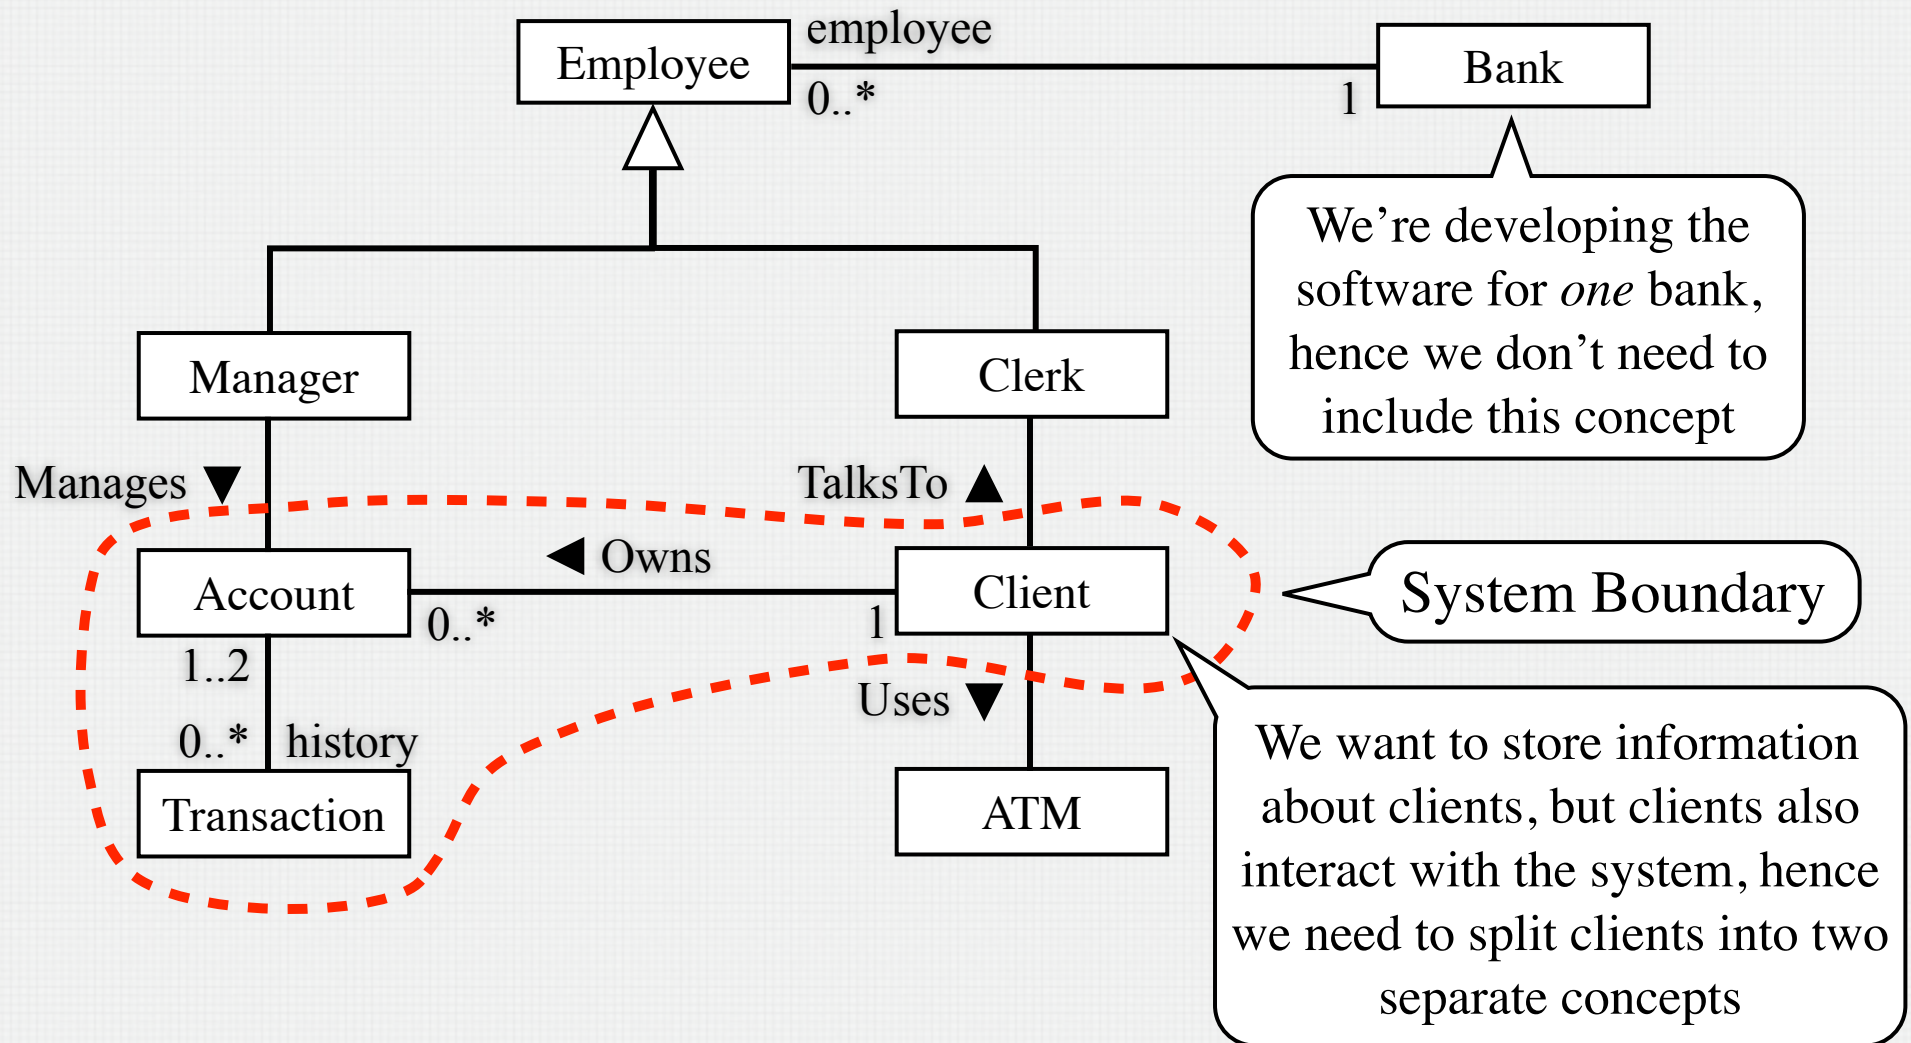 employee
Employee
Bank
0..*
1
We’re developing the
software for one bank,
hence we don’t need to
include this concept
Manager
Clerk
Manages
TalksTo
Owns
Account
Client
System Boundary
0..*
1
1..2
Uses
0..*
history
Transaction
ATM
We want to store information
about clients, but clients also
interact with the system, hence
we need to split clients into two
separate concepts